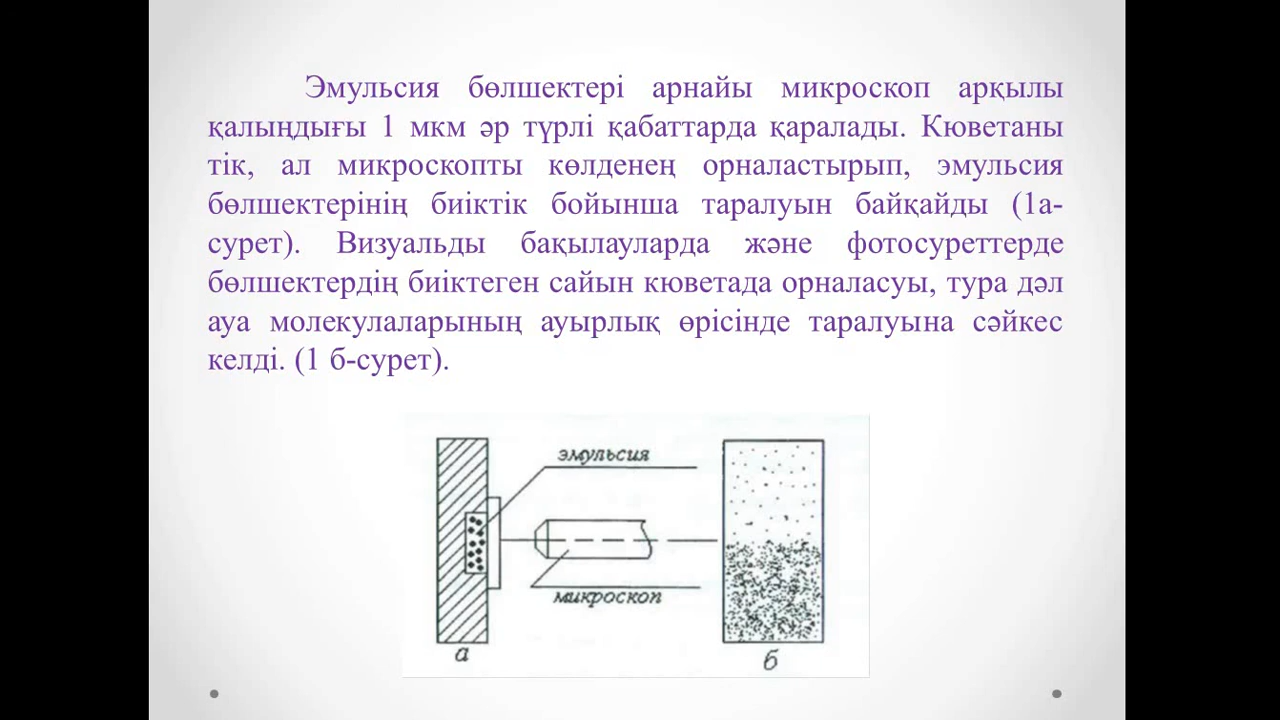 Эмульсия бөлшектері арнайы микроскоп арқылы
қалыңдығы 1 мкм әр түрлі қабаттарда қаралады. Кюветаны
тік, ал микроскопты көлденең орналастырып, эмульсия
бөлшектерінің биіктік бойынша таралуын байқайды (1а-
сурет). Визуальды бақылауларда және фотосуреттерде
бөлшектердің биіктеген сайын кюветада орналасуы, тура дәл
ауа молекулаларының ауырлық өрісінде таралуына сәйкес
келді. (1 б-сурет).
эмульсия
микроскоп
а
б